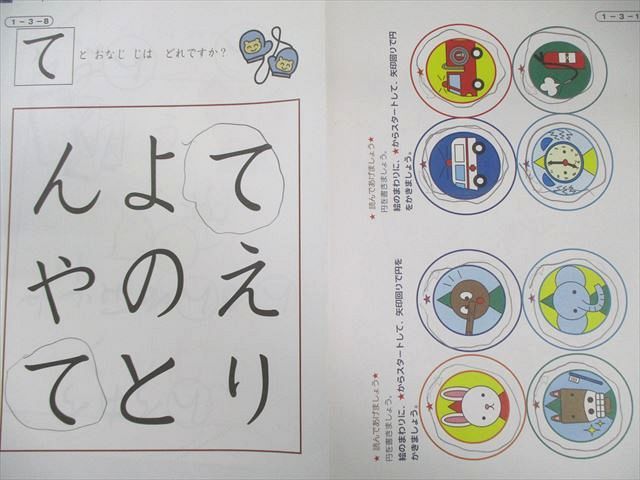 1-3-8
て と おなじ じは どれですか?
ん よ て
や の え
て と り
1-3-1
★読んであげましょう★
円を書きましょう。
絵のまわりに、★からスタートして、矢印回りで円
をかきましょう。
★読んであげましょう★
円を書きましょう。
絵のまわりに、★からスタートして、矢印回りで円を
かきましょう。